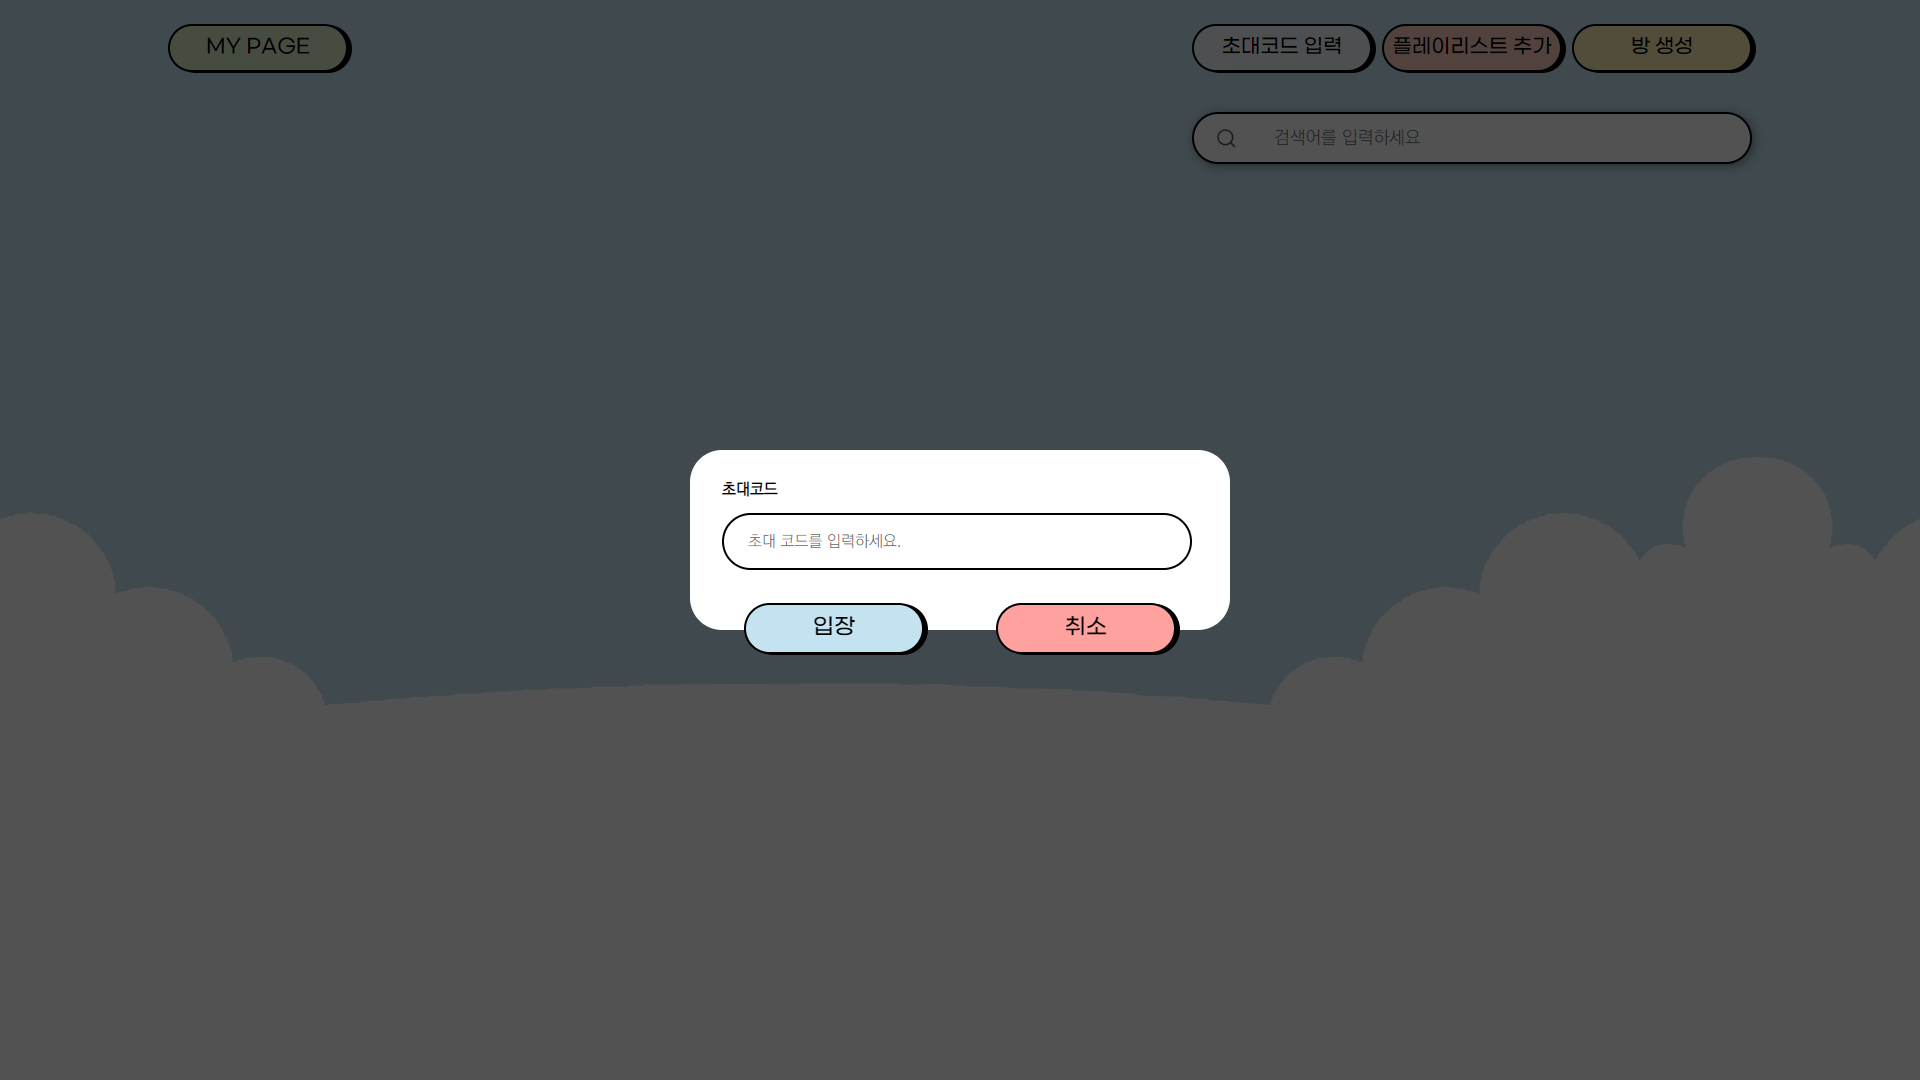 MY PAGE
초대코드 입력
플레이리스트 추가
방 생성
검색어를 입력하세요
초대코드
초대 코드를 입력하세요.
입장
취소